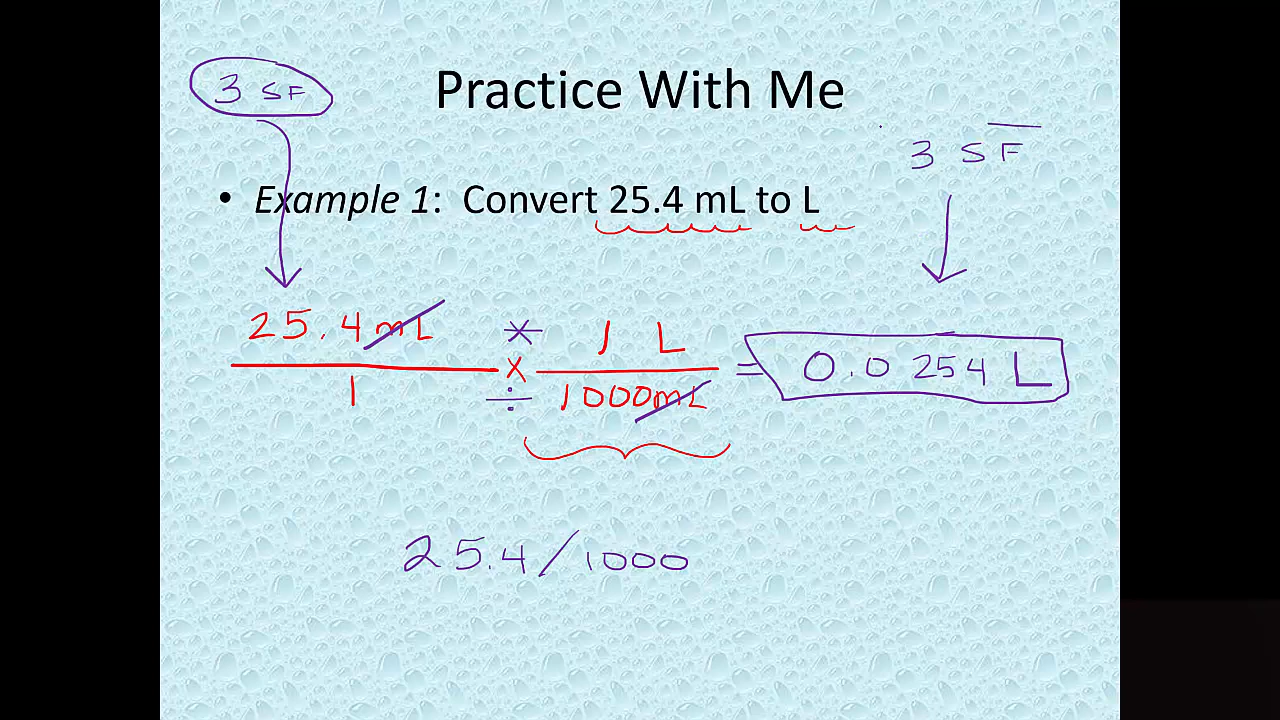 3 SF
Practice With Me
3 SF
• Example 1: Convert 25.4 mL to L
25.4 mL * 1 L
x = 0.0254 L
1 ÷ 1000 mL
25.4/1000